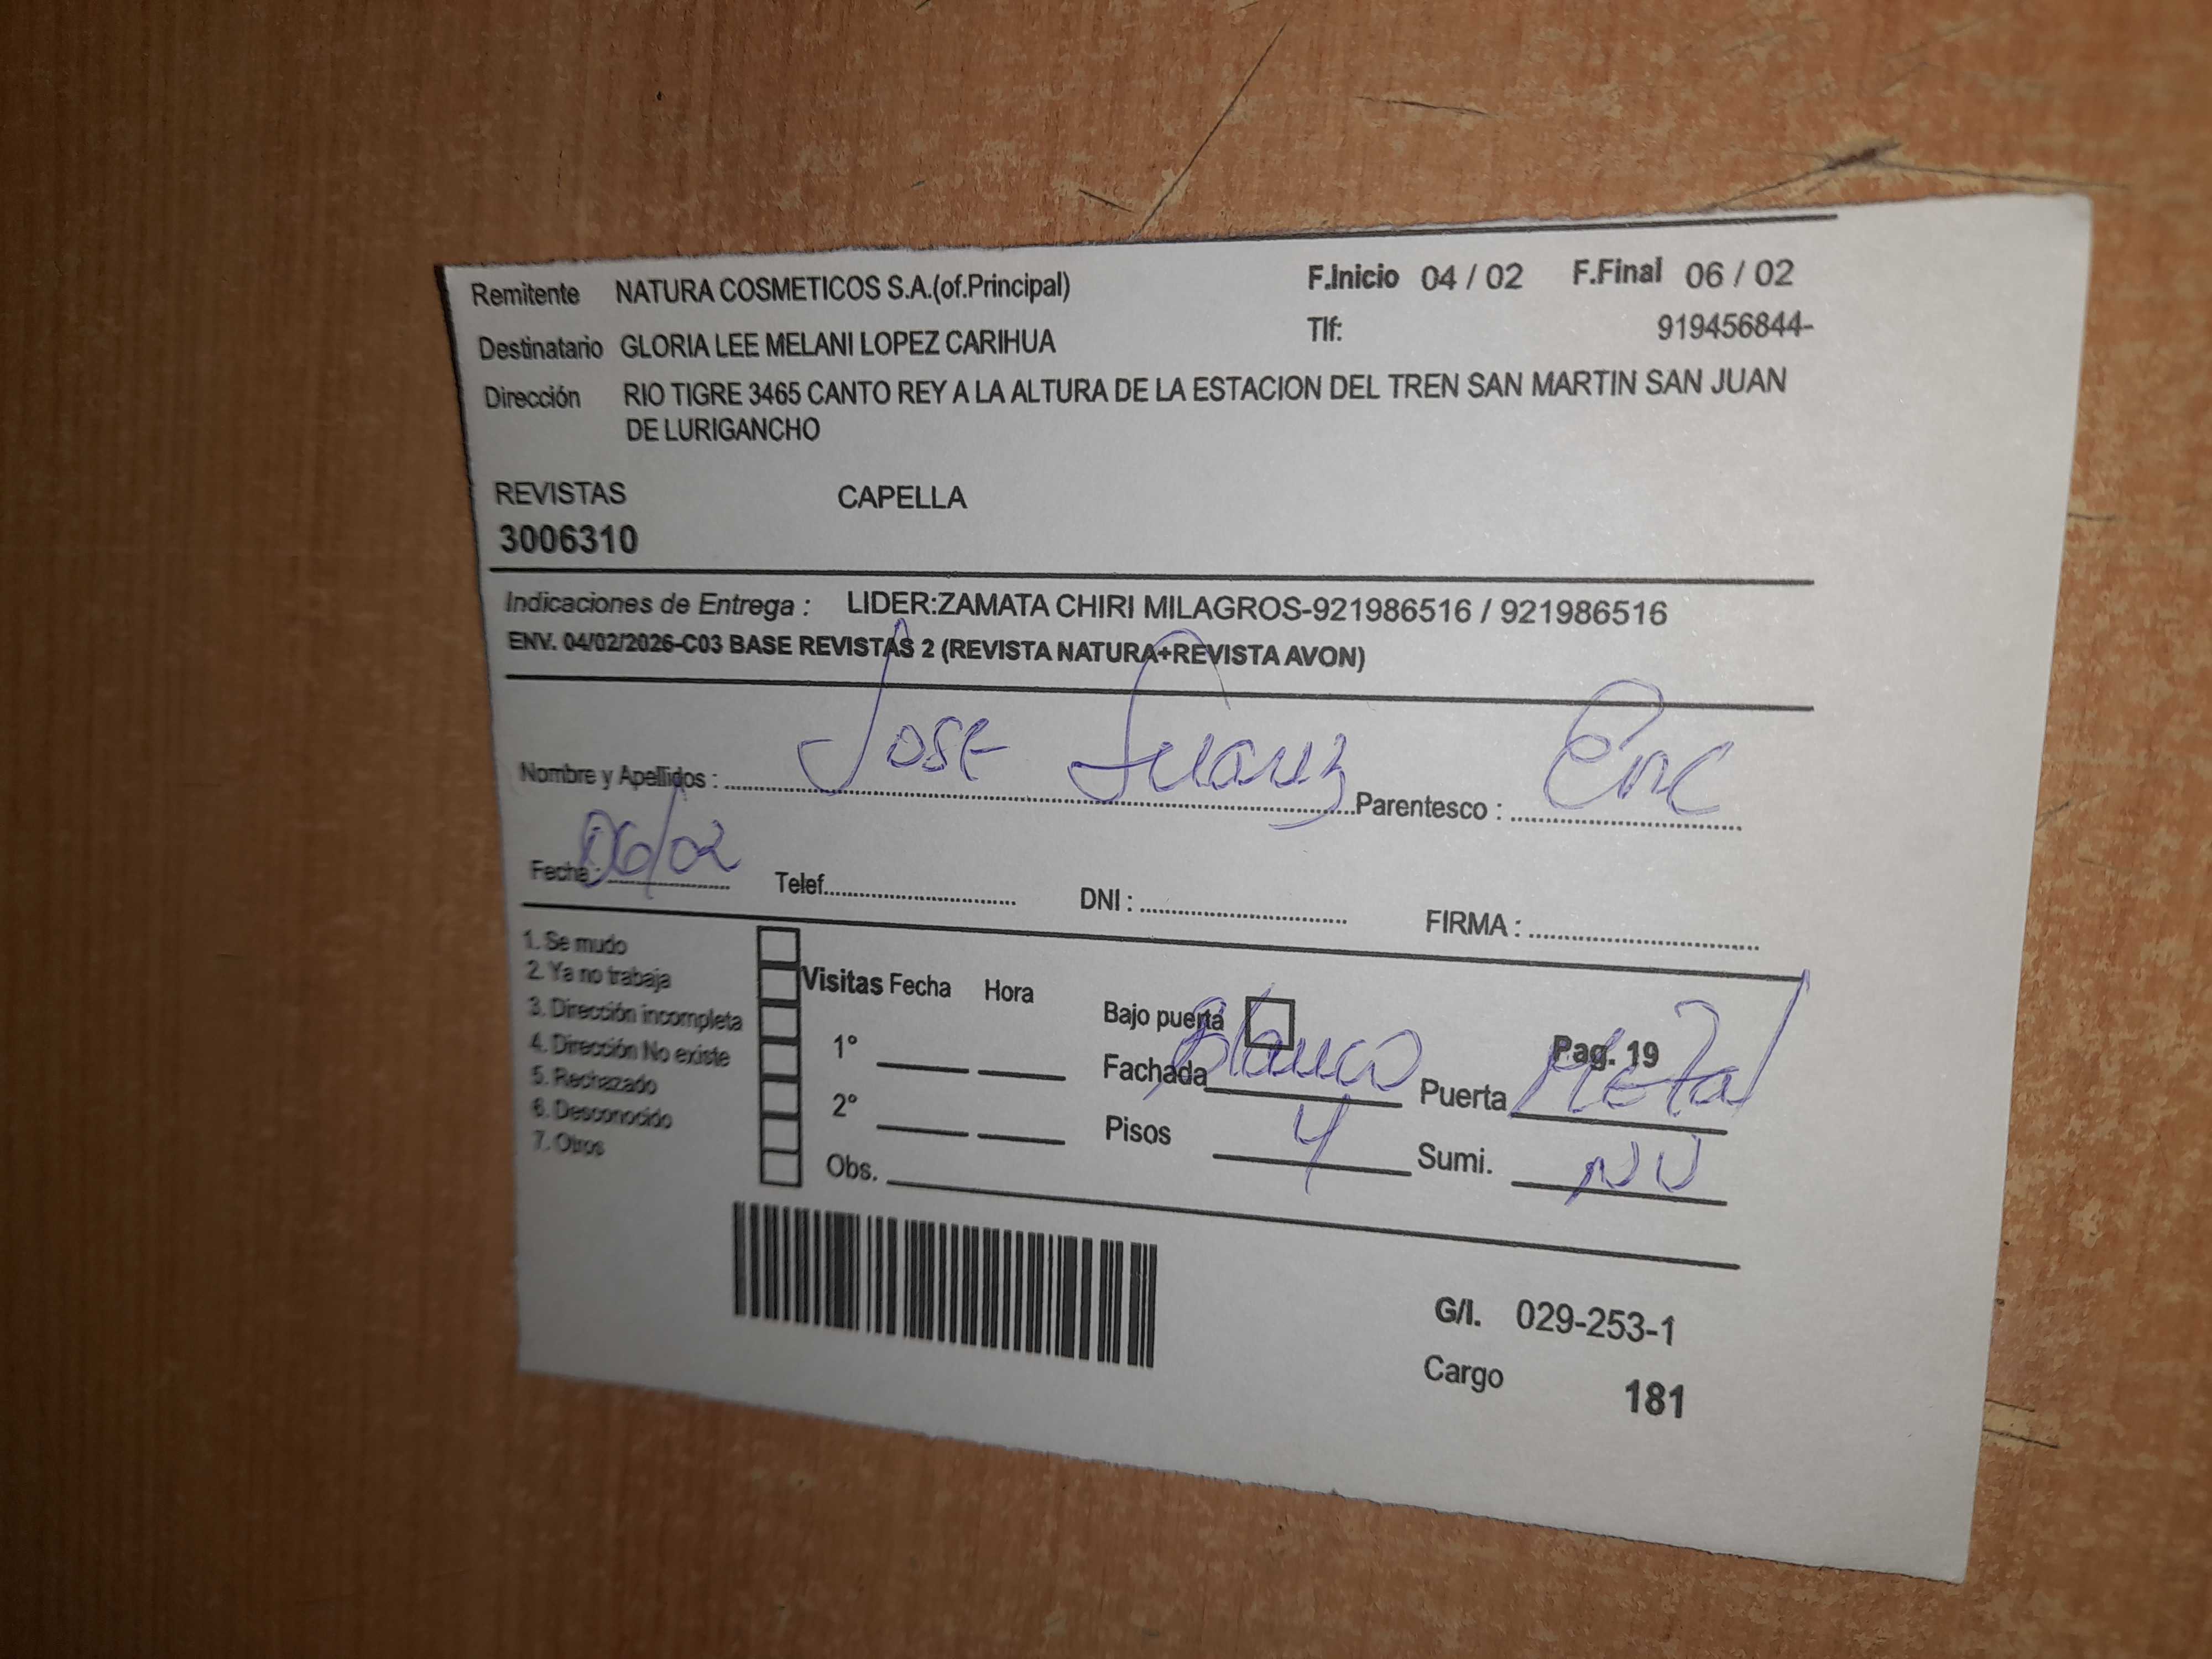 Remitente NATURA COSMETICOS S.A.(of.Principal) F.Inicio 04 / 02 F.Final 06 / 02
Destinatario GLORIA LEE MELANI LOPEZ CARIHUA Tlf: 919456844-
Dirección RIO TIGRE 3465 CANTO REY A LA ALTURA DE LA ESTACION DEL TREN SAN MARTIN SAN JUAN
DE LURIGANCHO
REVISTAS CAPELLA
3006310
Indicaciones de Entrega : LIDER:ZAMATA CHIRI MILAGROS-921986516 / 921986516
ENV. 04/02/2026-C03 BASE REVISTAS 2 (REVISTA NATURA+REVISTA AVON)
Nombre y Apellidos : Jose Suarez Parentesco : Enc
Fecha : 06/02 Telef. DNI : FIRMA :
1. Se mudo
2. Ya no trabaja
3. Dirección incompleta
4. Dirección No existe
5. Rechazado
6. Desconocido
7. Otros
Visitas Fecha Hora
1°
2°
Obs.
Bajo puerta Pag. 19
Fachada Blanco Puerta Metal
Pisos 4 Sumi.
G/I. 029-253-1
Cargo 181